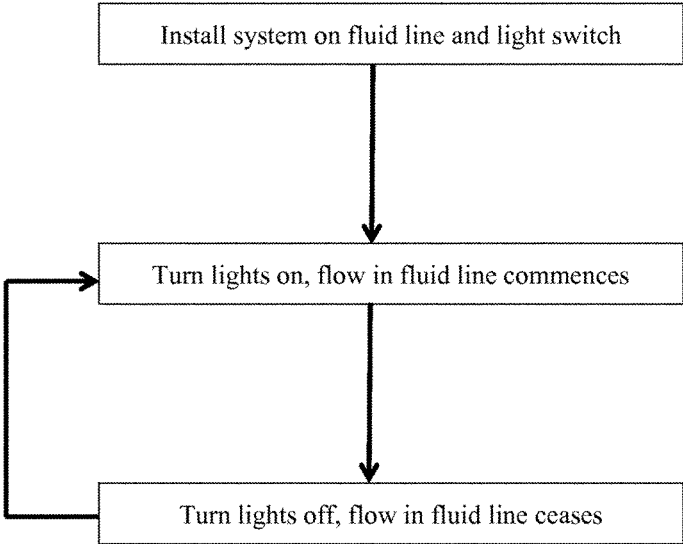 Install system on fluid line and light switch
Turn lights on, flow in fluid line commences
Turn lights off, flow in fluid line ceases